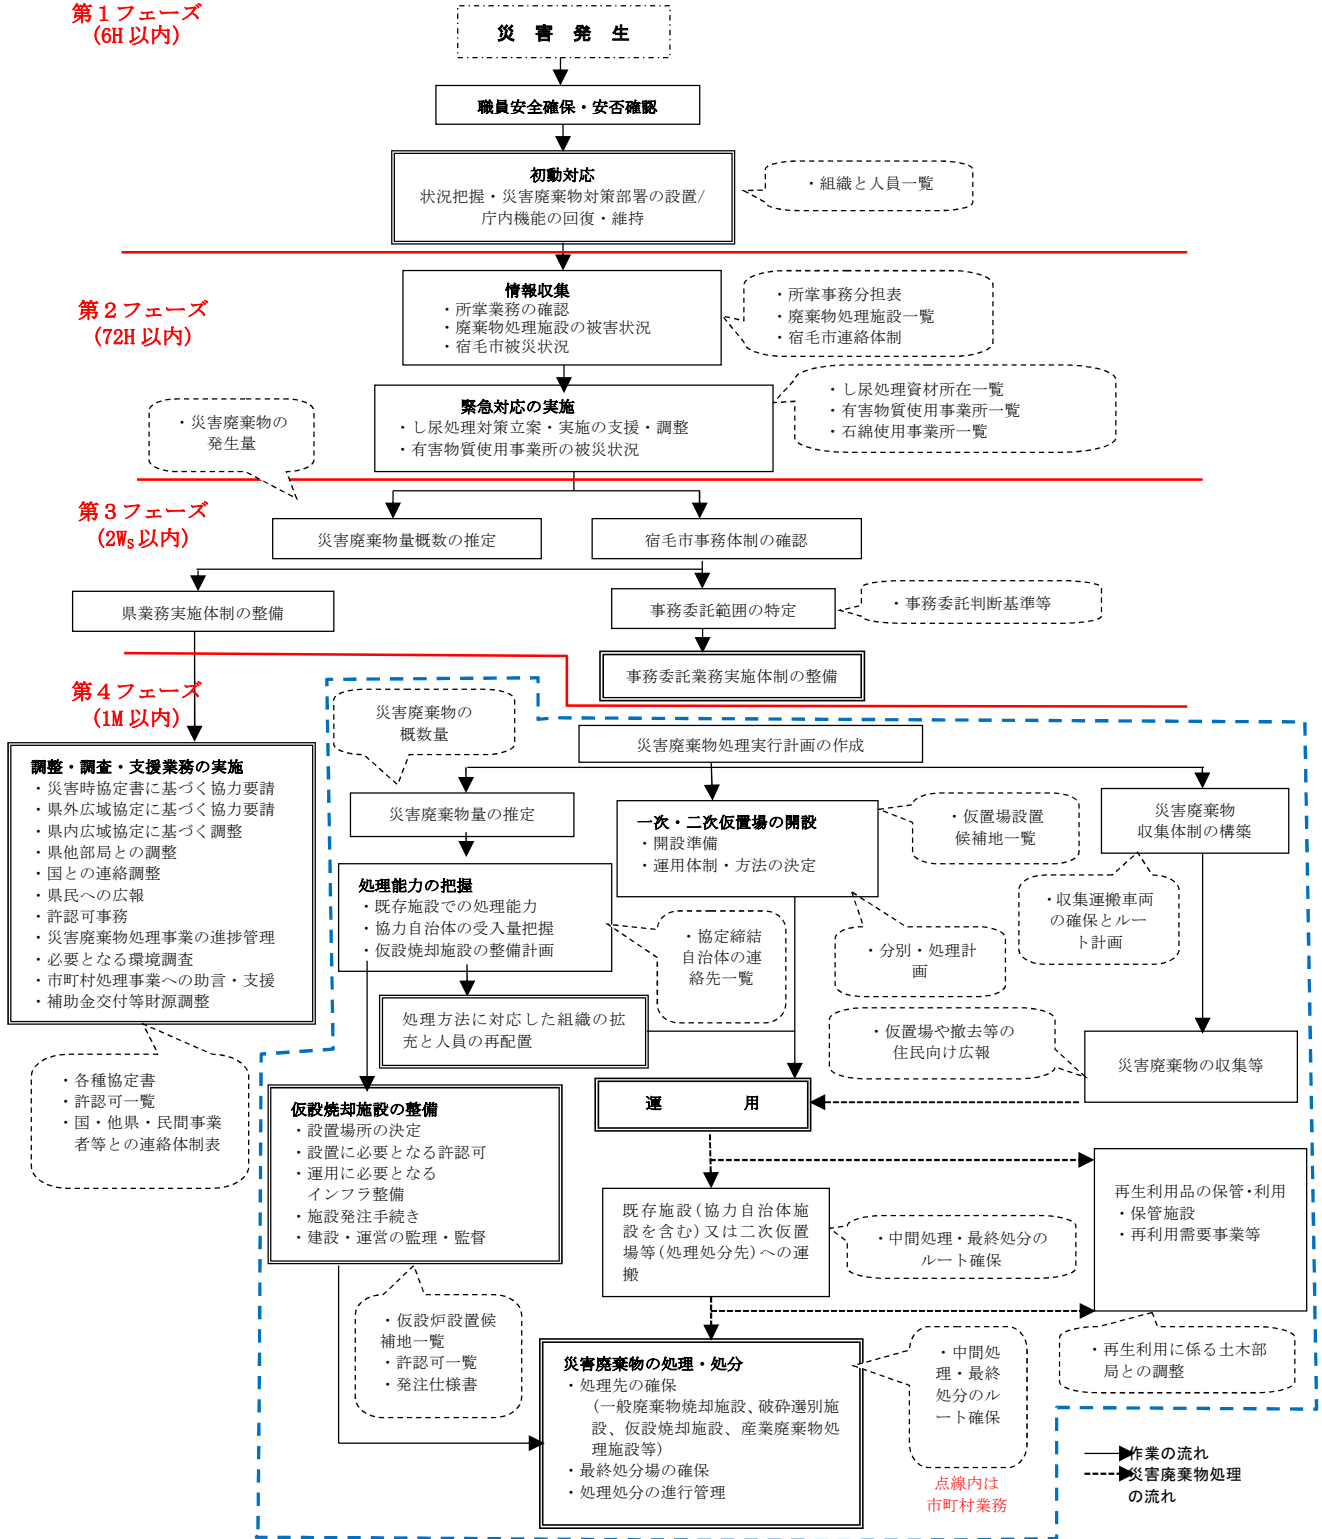 第１フェーズ
(6H 以内)
災　害　発　生
職員安全確保・安否確認
初動対応
状況把握・災害廃棄物対策部署の設置/
庁内機能の回復・維持
・組織と人員一覧
第２フェーズ
(72H 以内)
情報収集
・所掌業務の確認
・廃棄物処理施設の被害状況
・宿毛市被災状況
・所掌事務分担表
・廃棄物処理施設一覧
・宿毛市連絡体制
緊急対応の実施
・し尿処理対策立案・実施の支援・調整
・有害物質使用事業所の被災状況
・し尿処理資材所在一覧
・有害物質使用事業所一覧
・石綿使用事業所一覧
・災害廃棄物の
発生量
第３フェーズ
(2Ws以内)
災害廃棄物量概数の推定
宿毛市事務体制の確認
県業務実施体制の整備
事務委託範囲の特定
・事務委託判断基準等
事務委託業務実施体制の整備
第４フェーズ
(1M 以内)
災害廃棄物の
概数量
災害廃棄物処理実行計画の作成
調整・調査・支援業務の実施
・災害時協定書に基づく協力要請
・県外広域協定に基づく協力要請
・県内広域協定に基づく調整
・県他部局との調整
・国との連絡調整
・県民への広報
・許認可事務
・災害廃棄物処理事業の進捗管理
・必要となる環境調査
・市町村処理事業への助言・支援
・補助金交付等財源調整
・各種協定書
・許認可一覧
・国・他県・民間事業
者等との連絡体制表
災害廃棄物量の推定
一次・二次仮置場の開設
・開設準備
・運用体制・方法の決定
・仮置場設置
候補地一覧
災害廃棄物
収集体制の構築
処理能力の把握
・既存施設での処理能力
・協力自治体の受入量把握
・仮設焼却施設の整備計画
・協定締結
自治体の連
絡先一覧
・分別・処理計
画
・収集運搬車両
の確保とルー
ト計画
処理方法に対応した組織の拡
充と人員の再配置
・仮置場や撤去等の
住民向け広報
災害廃棄物の収集等
仮設焼却施設の整備
・設置場所の決定
・設置に必要となる許認可
・運用に必要となる
インフラ整備
・施設発注手続き
・建設・運営の監理・監督
運　　　用
既存施設(協力自治体施
設を含む)又は二次仮置
場等(処理処分先)への運
搬
・中間処理・最終処分の
ルート確保
再生利用品の保管・利用
・保管施設
・再利用需要事業等
・仮設炉設置候
補地一覧
・許認可一覧
・発注仕様書
災害廃棄物の処理・処分
・処理先の確保
(一般廃棄物焼却施設、破砕選別施
設、仮設焼却施設、産業廃棄物処
理施設等)
・最終処分場の確保
・処理処分の進行管理
・中間処
理・最終
処分のル
ート確保
・再生利用に係る土木部
局との調整
点線内は
市町村業務
作業の流れ
災害廃棄物処理
の流れ